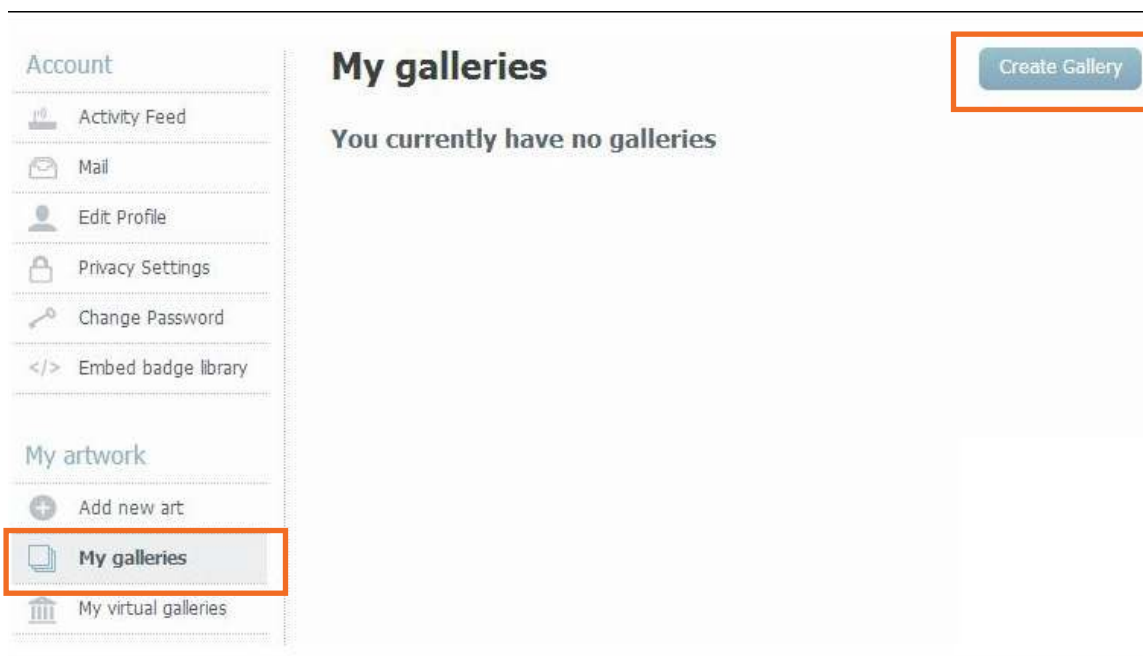 Account
Activity Feed
Mail
Edit Profile
Privacy Settings
Change Password
</> Embed badge library
My artwork
Add new art
My galleries
My virtual galleries
My galleries
Create Gallery
You currently have no galleries